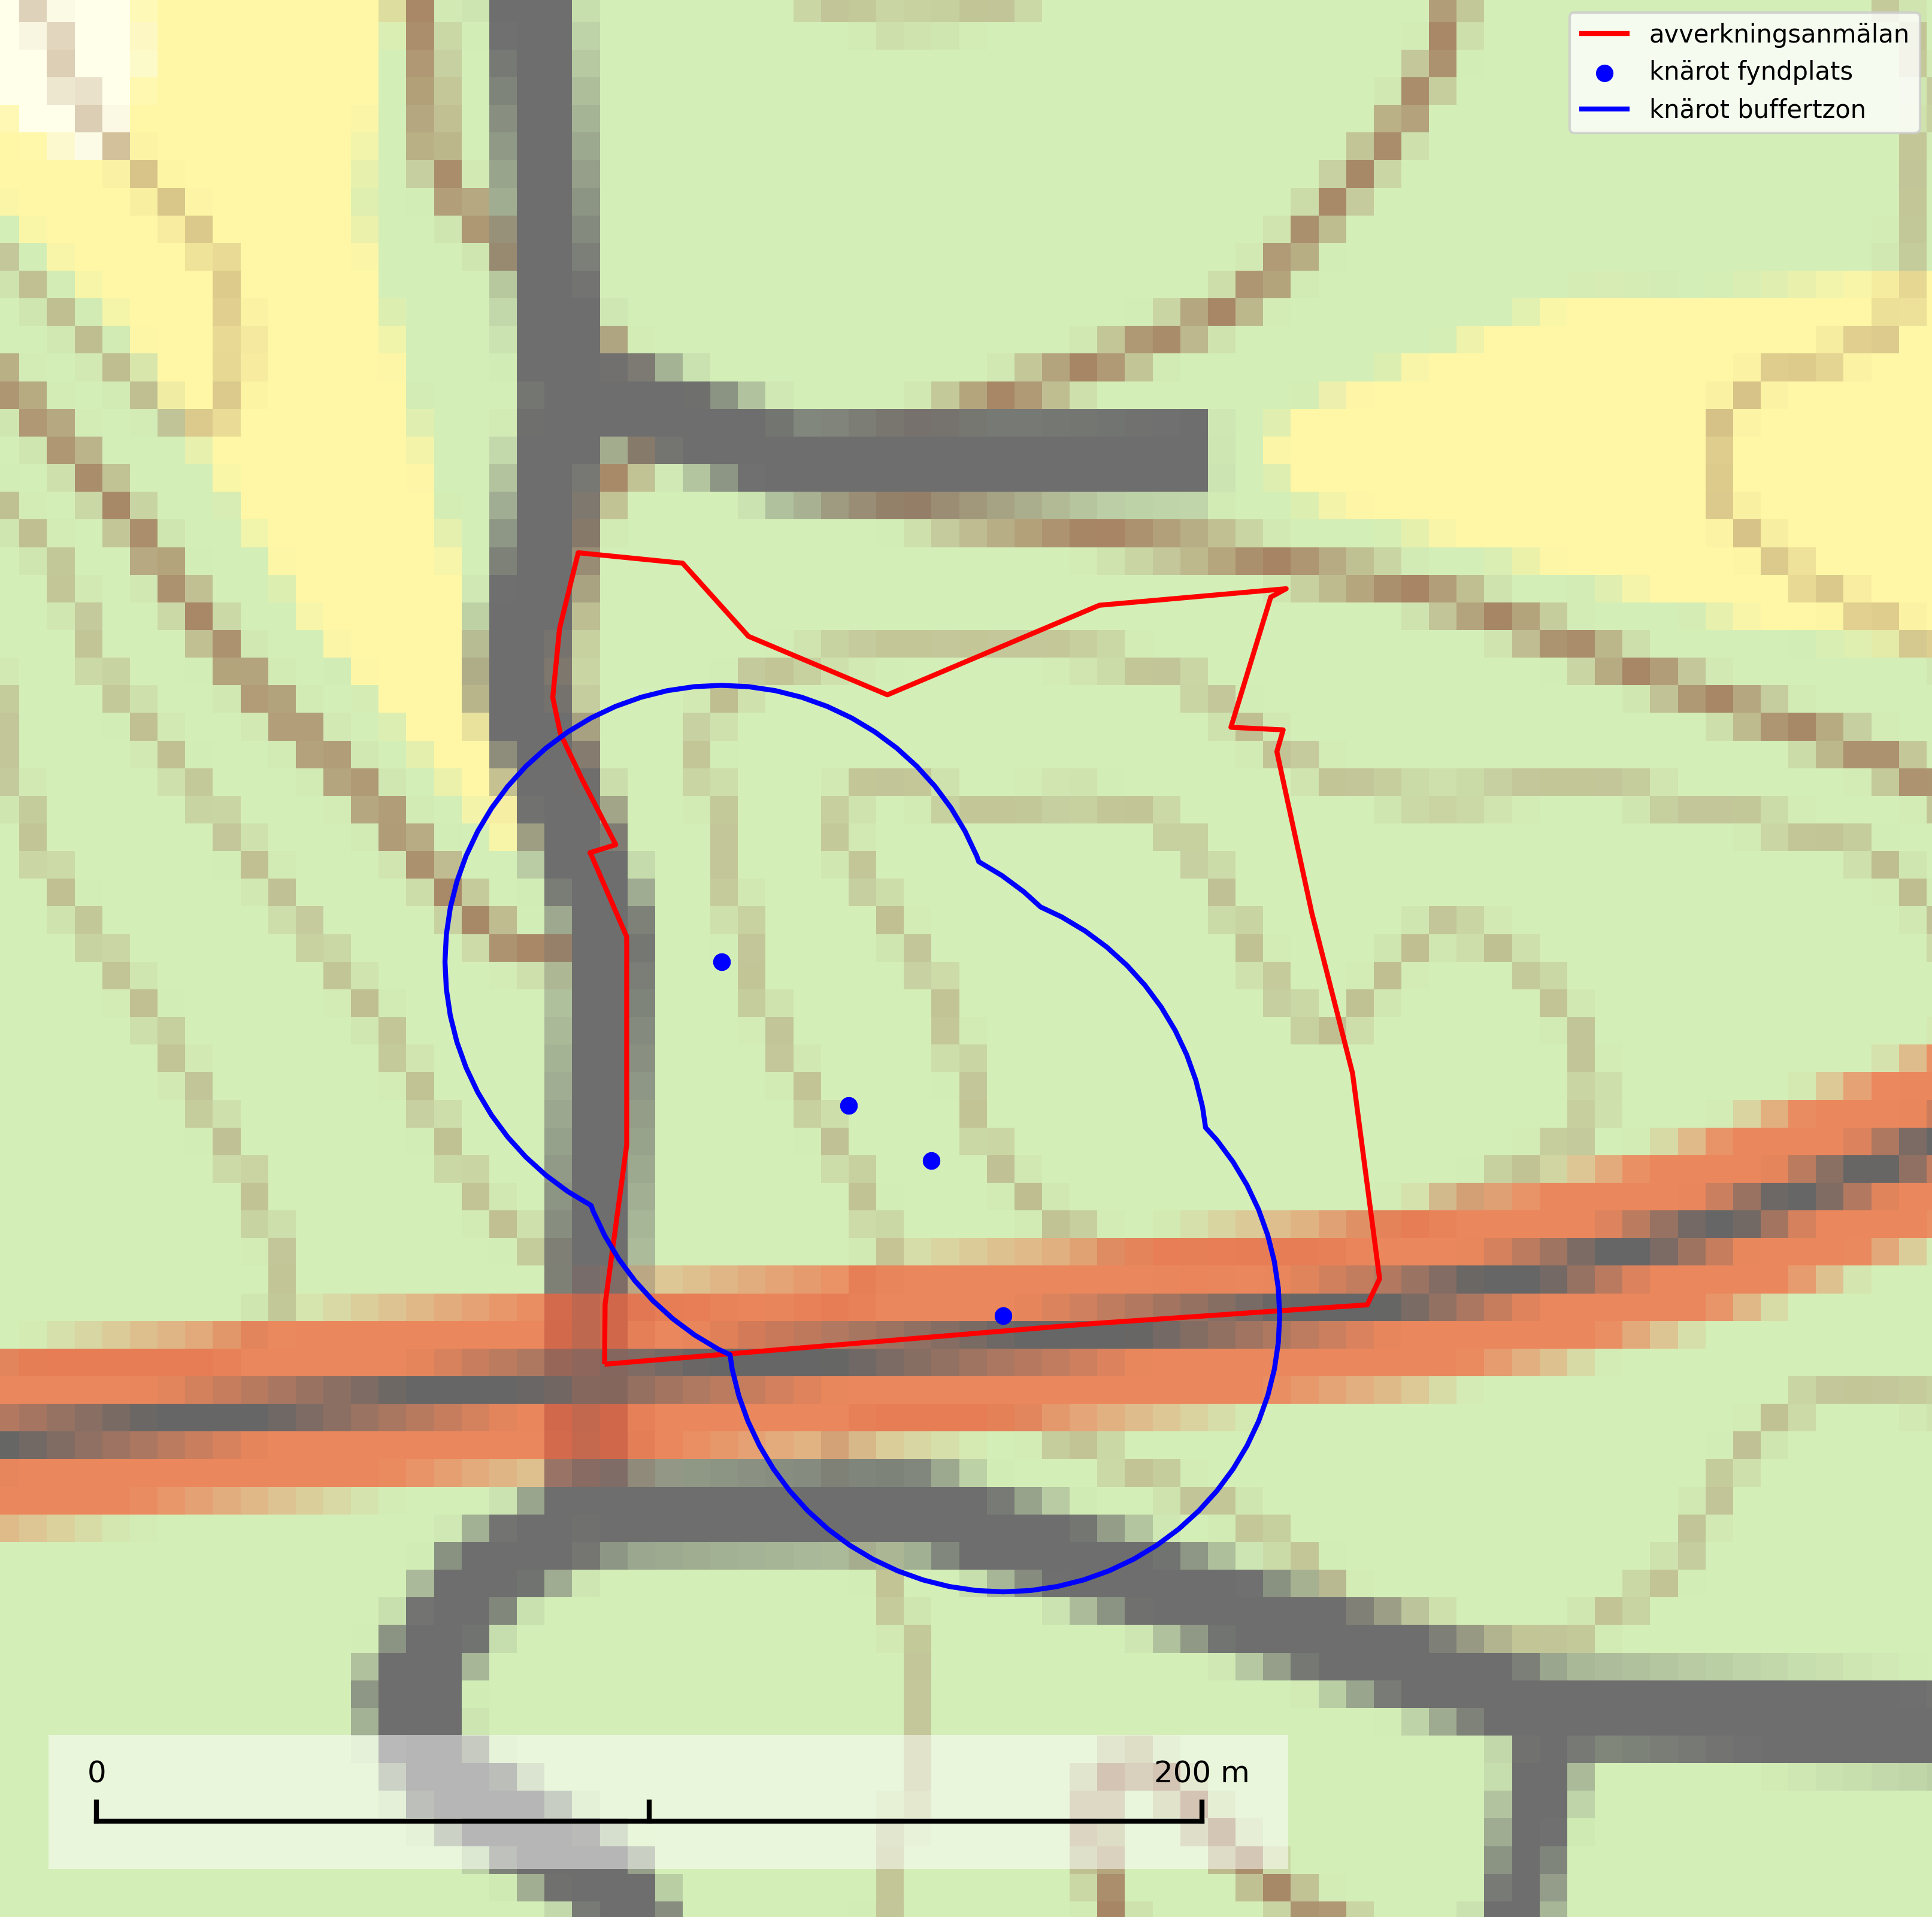 avverkningsanmälan
knärot fyndplats
knärot buffertzon
0 200 m